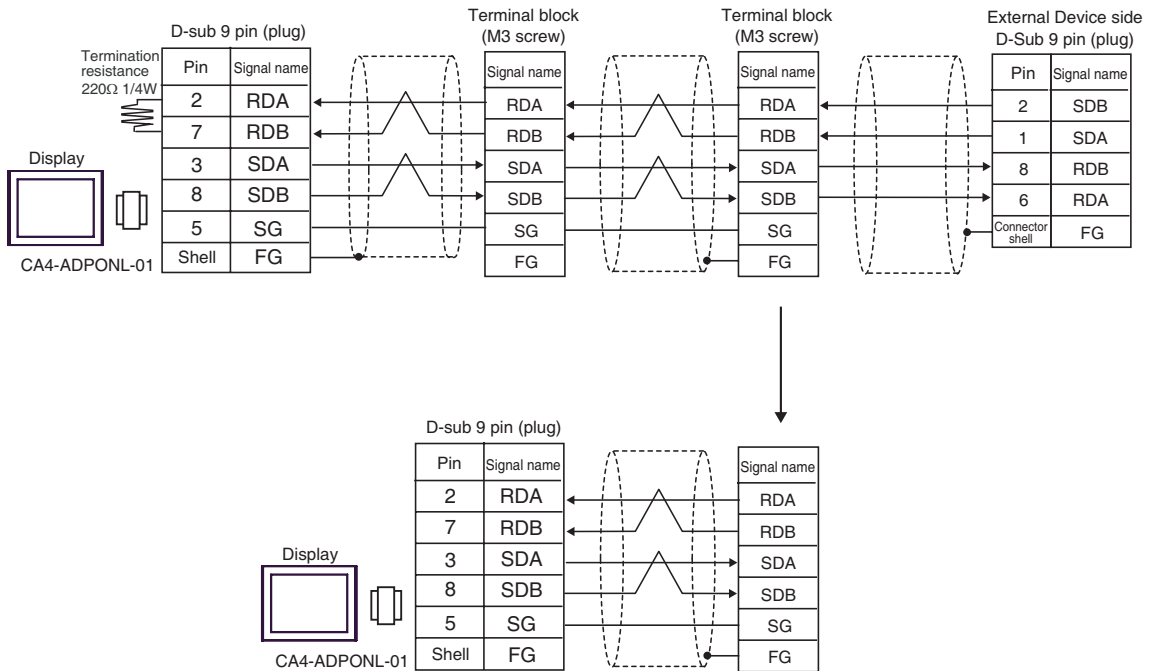 Terminal block
(M3 screw)
Terminal block
(M3 screw)
External Device side
D-Sub 9 pin (plug)
D-sub 9 pin (plug)
Termination
resistance
220Ω 1/4W
Pin Signal name
2 RDA
7 RDB
3 SDA
8 SDB
5 SG
Shell FG
Display
CA4-ADPONL-01
Signal name
RDA
RDB
SDA
SDB
SG
FG
Signal name
RDA
RDB
SDA
SDB
SG
FG
Pin Signal name
2 SDB
1 SDA
8 RDB
6 RDA
Connector
shell
FG
D-sub 9 pin (plug)
Pin Signal name
2 RDA
7 RDB
3 SDA
8 SDB
5 SG
Shell FG
Display
CA4-ADPONL-01
Signal name
RDA
RDB
SDA
SDB
SG
FG